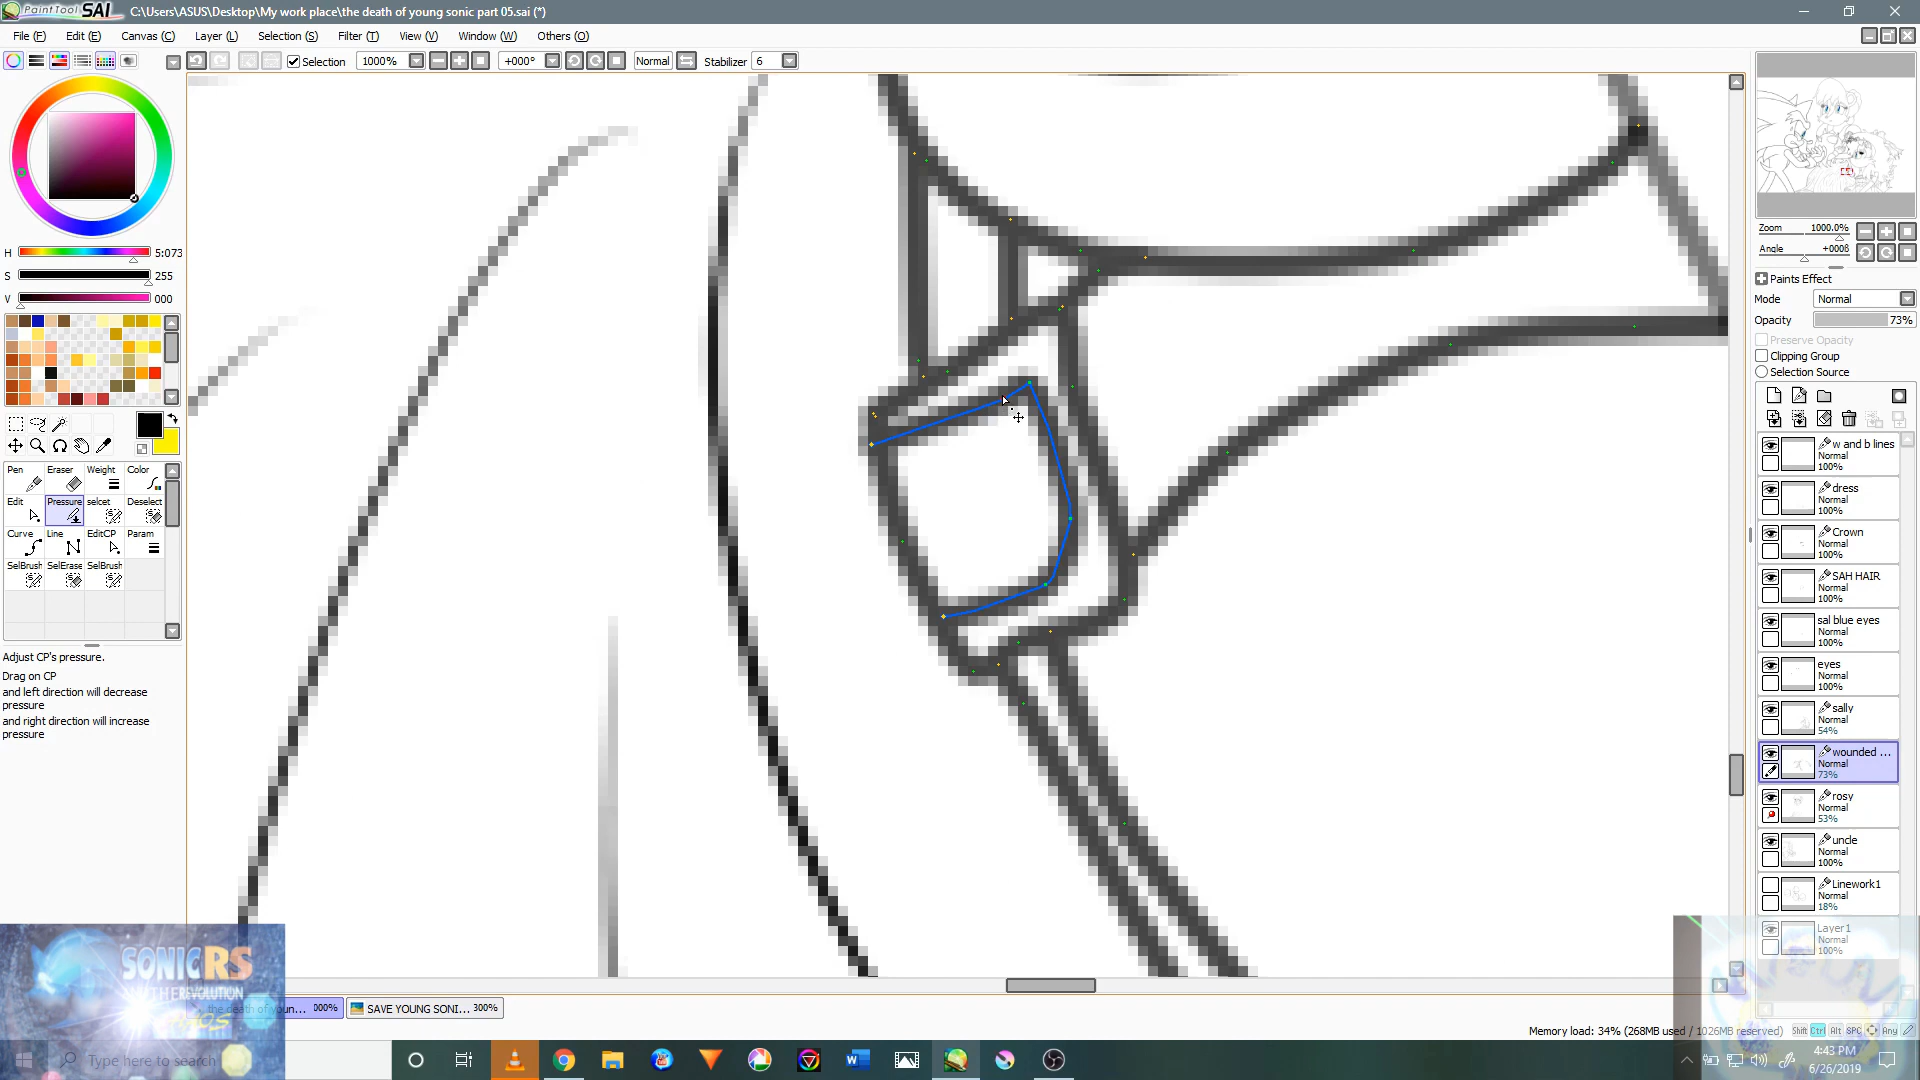 PaintTool SAI C:\Users\ASUS\Desktop\My work place\the death of young sonic part 05.sai (*)
File (F) Edit (E) Canvas (C) Layer (L) Selection (S) Filter (T) View (V) Window (W) Others (O)
Selection 1000% +000° Normal Stabilizer 6
H 5:073
S 255
V 000
Pen Eraser Weight Color
Edit Pressure selcet Deselect
Curve Line EditCP Param
SelBrush SelErase SelBrush
Adjust CP's pressure.
Drag on CP
and left direction will decrease
pressure
and right direction will increase
pressure
Zoom 1000.0%
Angle +000ß
Paints Effect
Mode Normal
Opacity 73%
Preserve Opacity
Clipping Group
Selection Source
w and b lines
Normal
100%
dress
Normal
100%
Crown
Normal
100%
SAH HAIR
Normal
100%
sal blue eyes
Normal
100%
eyes
Normal
100%
sally
Normal
54%
wounded ...
Normal
73%
rosy
Normal
53%
uncle
Normal
100%
Linework1
Normal
18%
Layer1
Normal
100%
SONIC RS
the death of youn... 000% SAVE YOUNG SONI... 300%
Memory load: 34% (268MB used / 1026MB reserved) Shift Ctrl Alt SPC Any
Type here to search
4:43 PM
6/26/2019